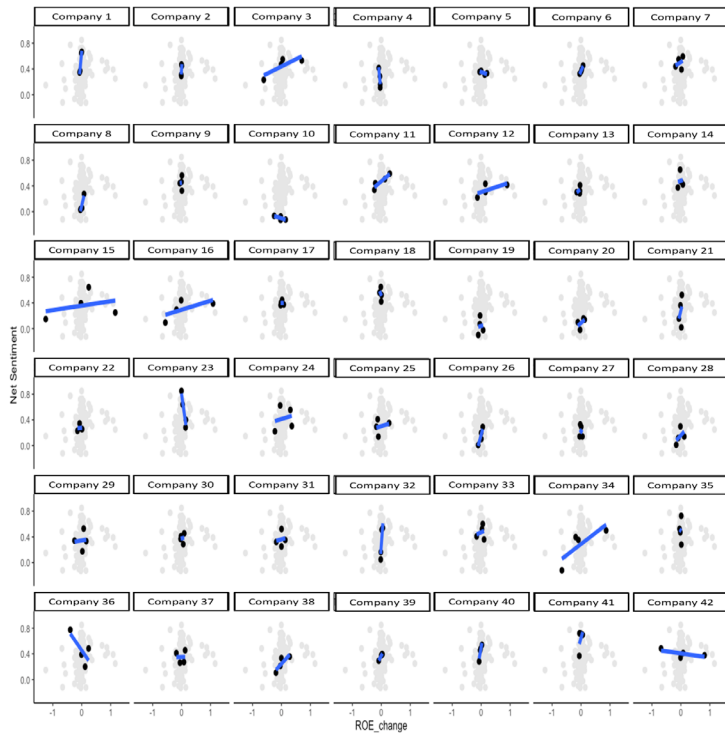 Company 1 Company 2 Company 3 Company 4 Company 5 Company 6 Company 7
0.8
0.4
0.0
Company 8 Company 9 Company 10 Company 11 Company 12 Company 13 Company 14
0.8
0.4
0.0
Company 15 Company 16 Company 17 Company 18 Company 19 Company 20 Company 21
0.8
0.4
0.0
Net Sentiment
Company 22 Company 23 Company 24 Company 25 Company 26 Company 27 Company 28
0.8
0.4
0.0
Company 29 Company 30 Company 31 Company 32 Company 33 Company 34 Company 35
0.8
0.4
0.0
Company 36 Company 37 Company 38 Company 39 Company 40 Company 41 Company 42
0.8
0.4
0.0
-1 0 1 -1 0 1 -1 0 1 -1 0 1 -1 0 1 -1 0 1 -1 0 1
ROE_change